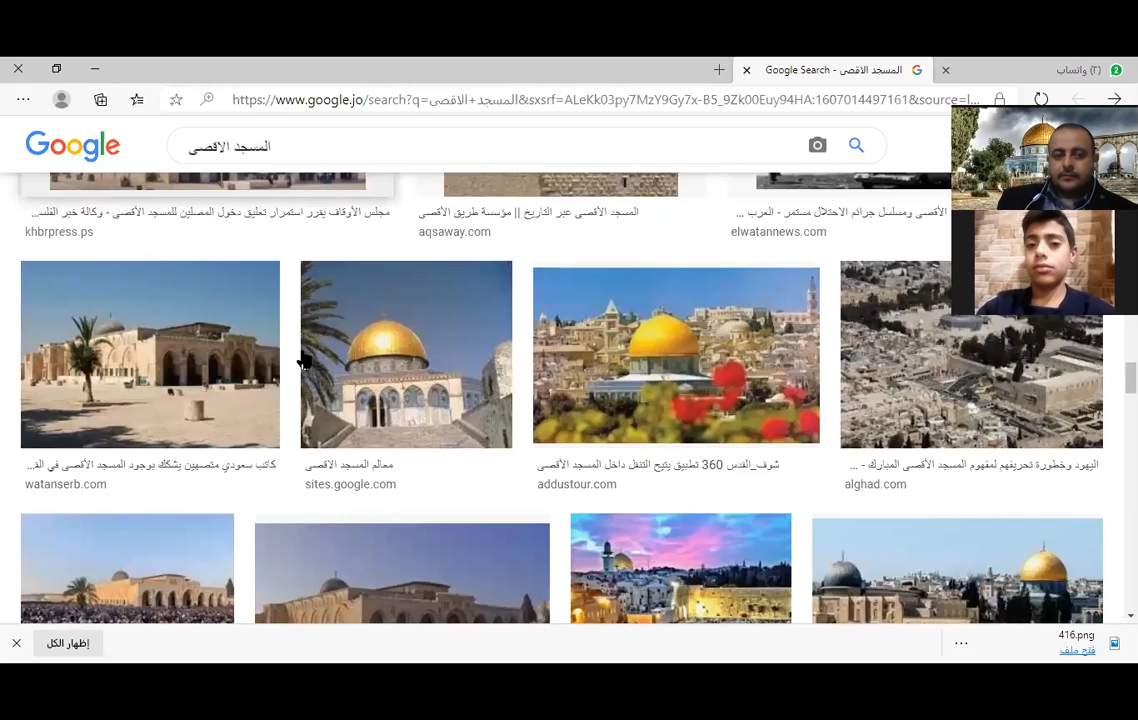 المسجد الاقصى - Google Search
(٢) واتساب
2
https://www.google.jo/search?q=المسجد+الاقصى&sxsrf=ALeKk03py7MzY9Gy7x-B5_9Zk00Euy94HA:1607014497161&source=l...
Google
المسجد الاقصى
مجلس الأوقاف يقرر استمرار تعليق دخول المصلين للمسجد الأقصى - وكالة خبر الفلس...
khbrpress.ps
المسجد الأقصى عبر التاريخ || مؤسسة طريق الأقصى
aqsaway.com
الأقصى ومسلسل جرائم الاحتلال مستمر - العرب ...
elwatannews.com
كاتب سعودي متصهين يشكك بوجود المسجد الأقصى في الق...
watanserb.com
معالم المسجد الاقصى
sites.google.com
شوف_القدس 360 تطبيق يتيح التنقل داخل المسجد الأقصى
addustour.com
اليهود وخطورة تحريفهم لمفهوم المسجد الأقصى المبارك - ...
alghad.com
إظهار الكل
416.png
فتح ملف